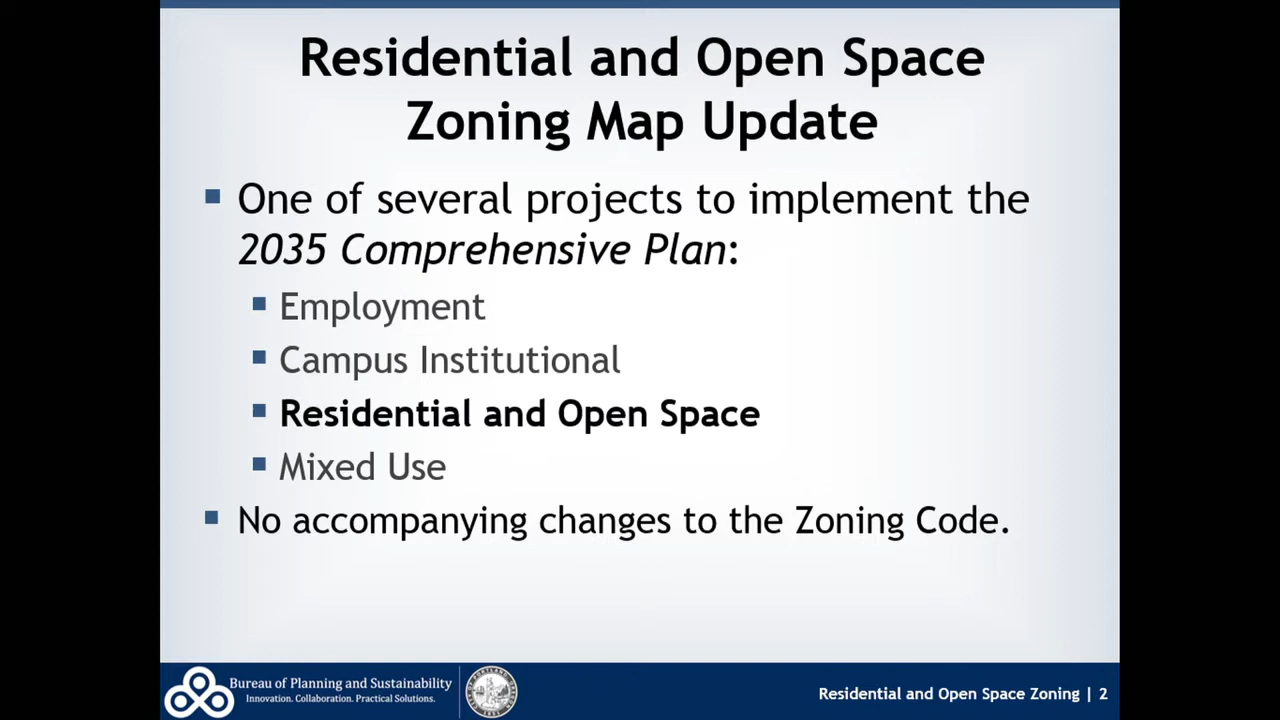 Residential and Open Space
Zoning Map Update
One of several projects to implement the
2035 Comprehensive Plan:
Employment
Campus Institutional
Residential and Open Space
Mixed Use
No accompanying changes to the Zoning Code.
Bureau of Planning and Sustainability
Innovation. Collaboration. Practical Solutions.
Residential and Open Space Zoning | 2